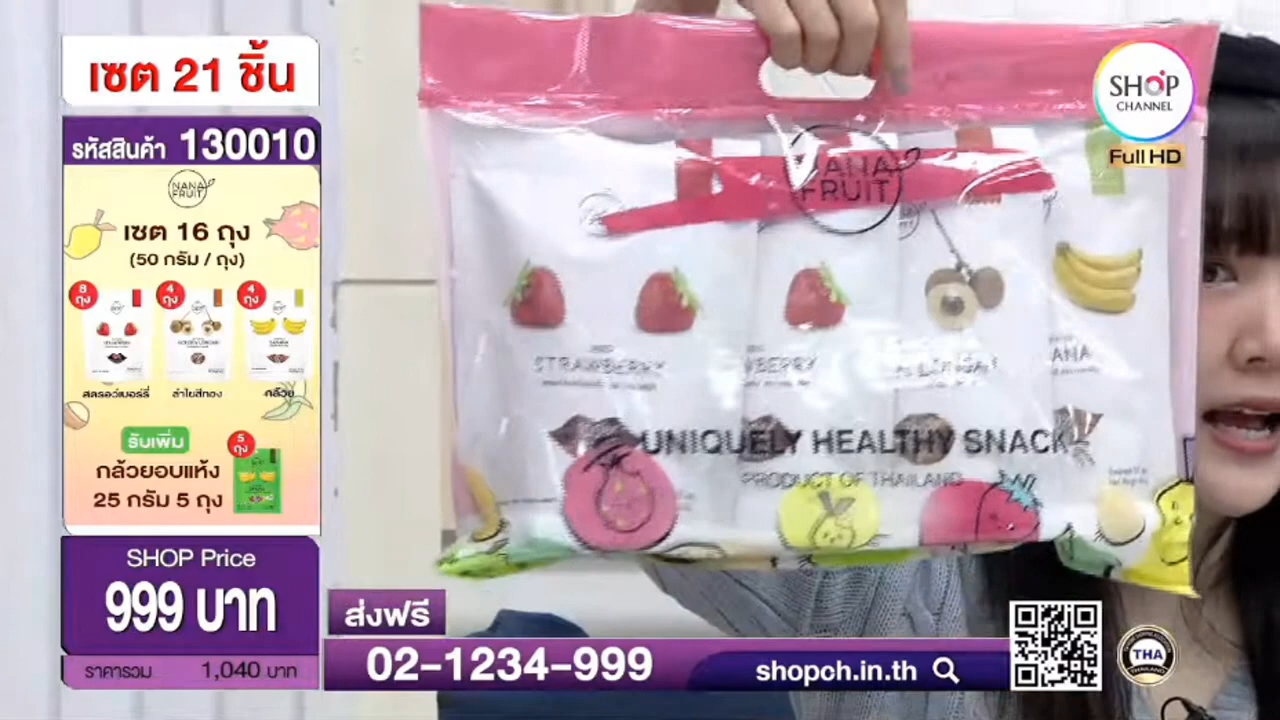 เซต 21 ชิ้น
รหัสสินค้า 130010
NANA
FRUIT
เซต 16 ถุง
(50 กรัม / ถุง)
8 ถุง
4 ถุง
4 ถุง
สตรอว์เบอร์รี่
ลำไยสีทอง
กล้วย
รับเพิ่ม
5 ถุง
กล้วยอบแห้ง
25 กรัม 5 ถุง
SHOP Price
999 บาท
ราคารวม 1,040 บาท
ส่งฟรี
02-1234-999
shopch.in.th
SHOP
CHANNEL
Full HD
NANA
FRUIT
STRAWBERRY
WBERRY
ANA
UNIQUELY HEALTHY SNACK
PRODUCT OF THAILAND
THA